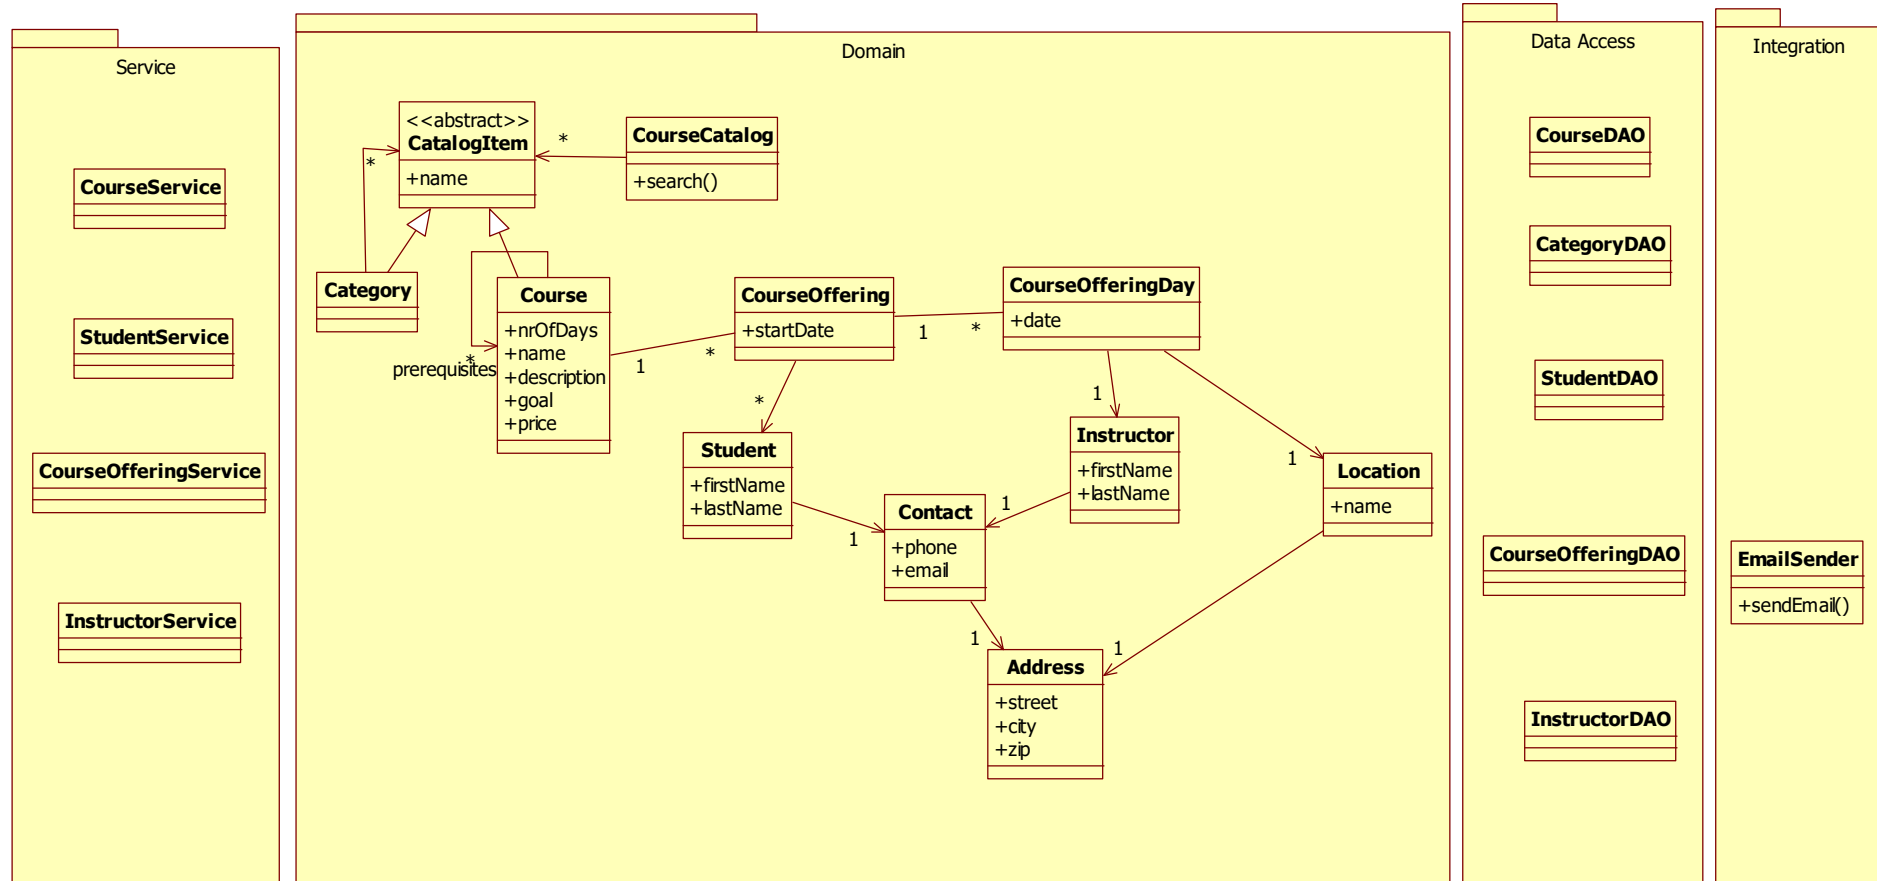 Service
CourseService
StudentService
CourseOfferingService
InstructorService
Domain
<<abstract>>
CatalogItem
+name
*
*
CourseCatalog
+search()
Category
Course
+nrOfDays
+name
+description
+goal
+price
*
prerequisites
1
*
CourseOffering
+startDate
1
*
CourseOfferingDay
+date
*
1
1
Student
+firstName
+lastName
1
Instructor
+firstName
+lastName
1
Location
+name
Contact
+phone
+email
1
1
Address
+street
+city
+zip
Data Access
CourseDAO
CategoryDAO
StudentDAO
CourseOfferingDAO
InstructorDAO
Integration
EmailSender
+sendEmail()